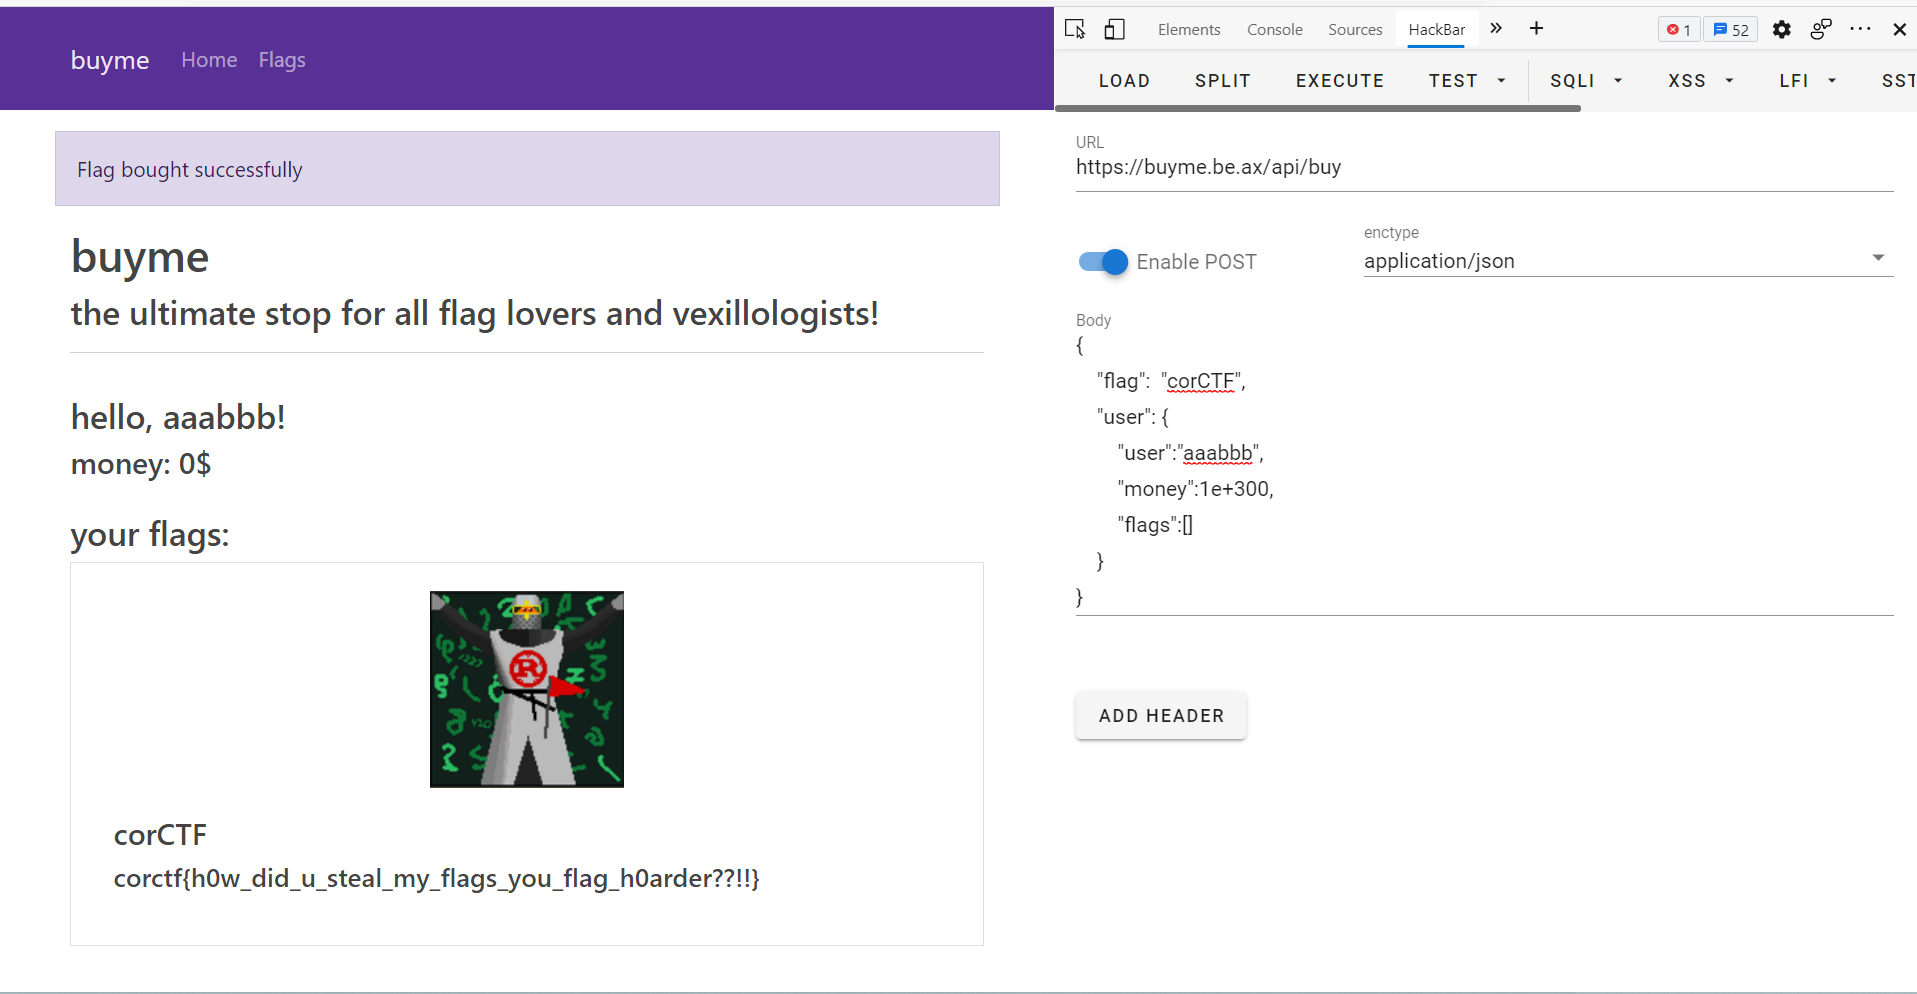 buyme Home Flags
Flag bought successfully
buyme
the ultimate stop for all flag lovers and vexillologists!
hello, aaabbb!
money: 0$
your flags:
corCTF
corctf{h0w_did_u_steal_my_flags_you_flag_h0arder??!!}
Elements Console Sources HackBar 1 52
LOAD SPLIT EXECUTE TEST SQLI XSS LFI SST
URL
https://buyme.be.ax/api/buy
Enable POST
enctype
application/json
Body
{
"flag": "corCTF",
"user": {
"user":"aaabbb",
"money":1e+300,
"flags":[]
}
}
ADD HEADER